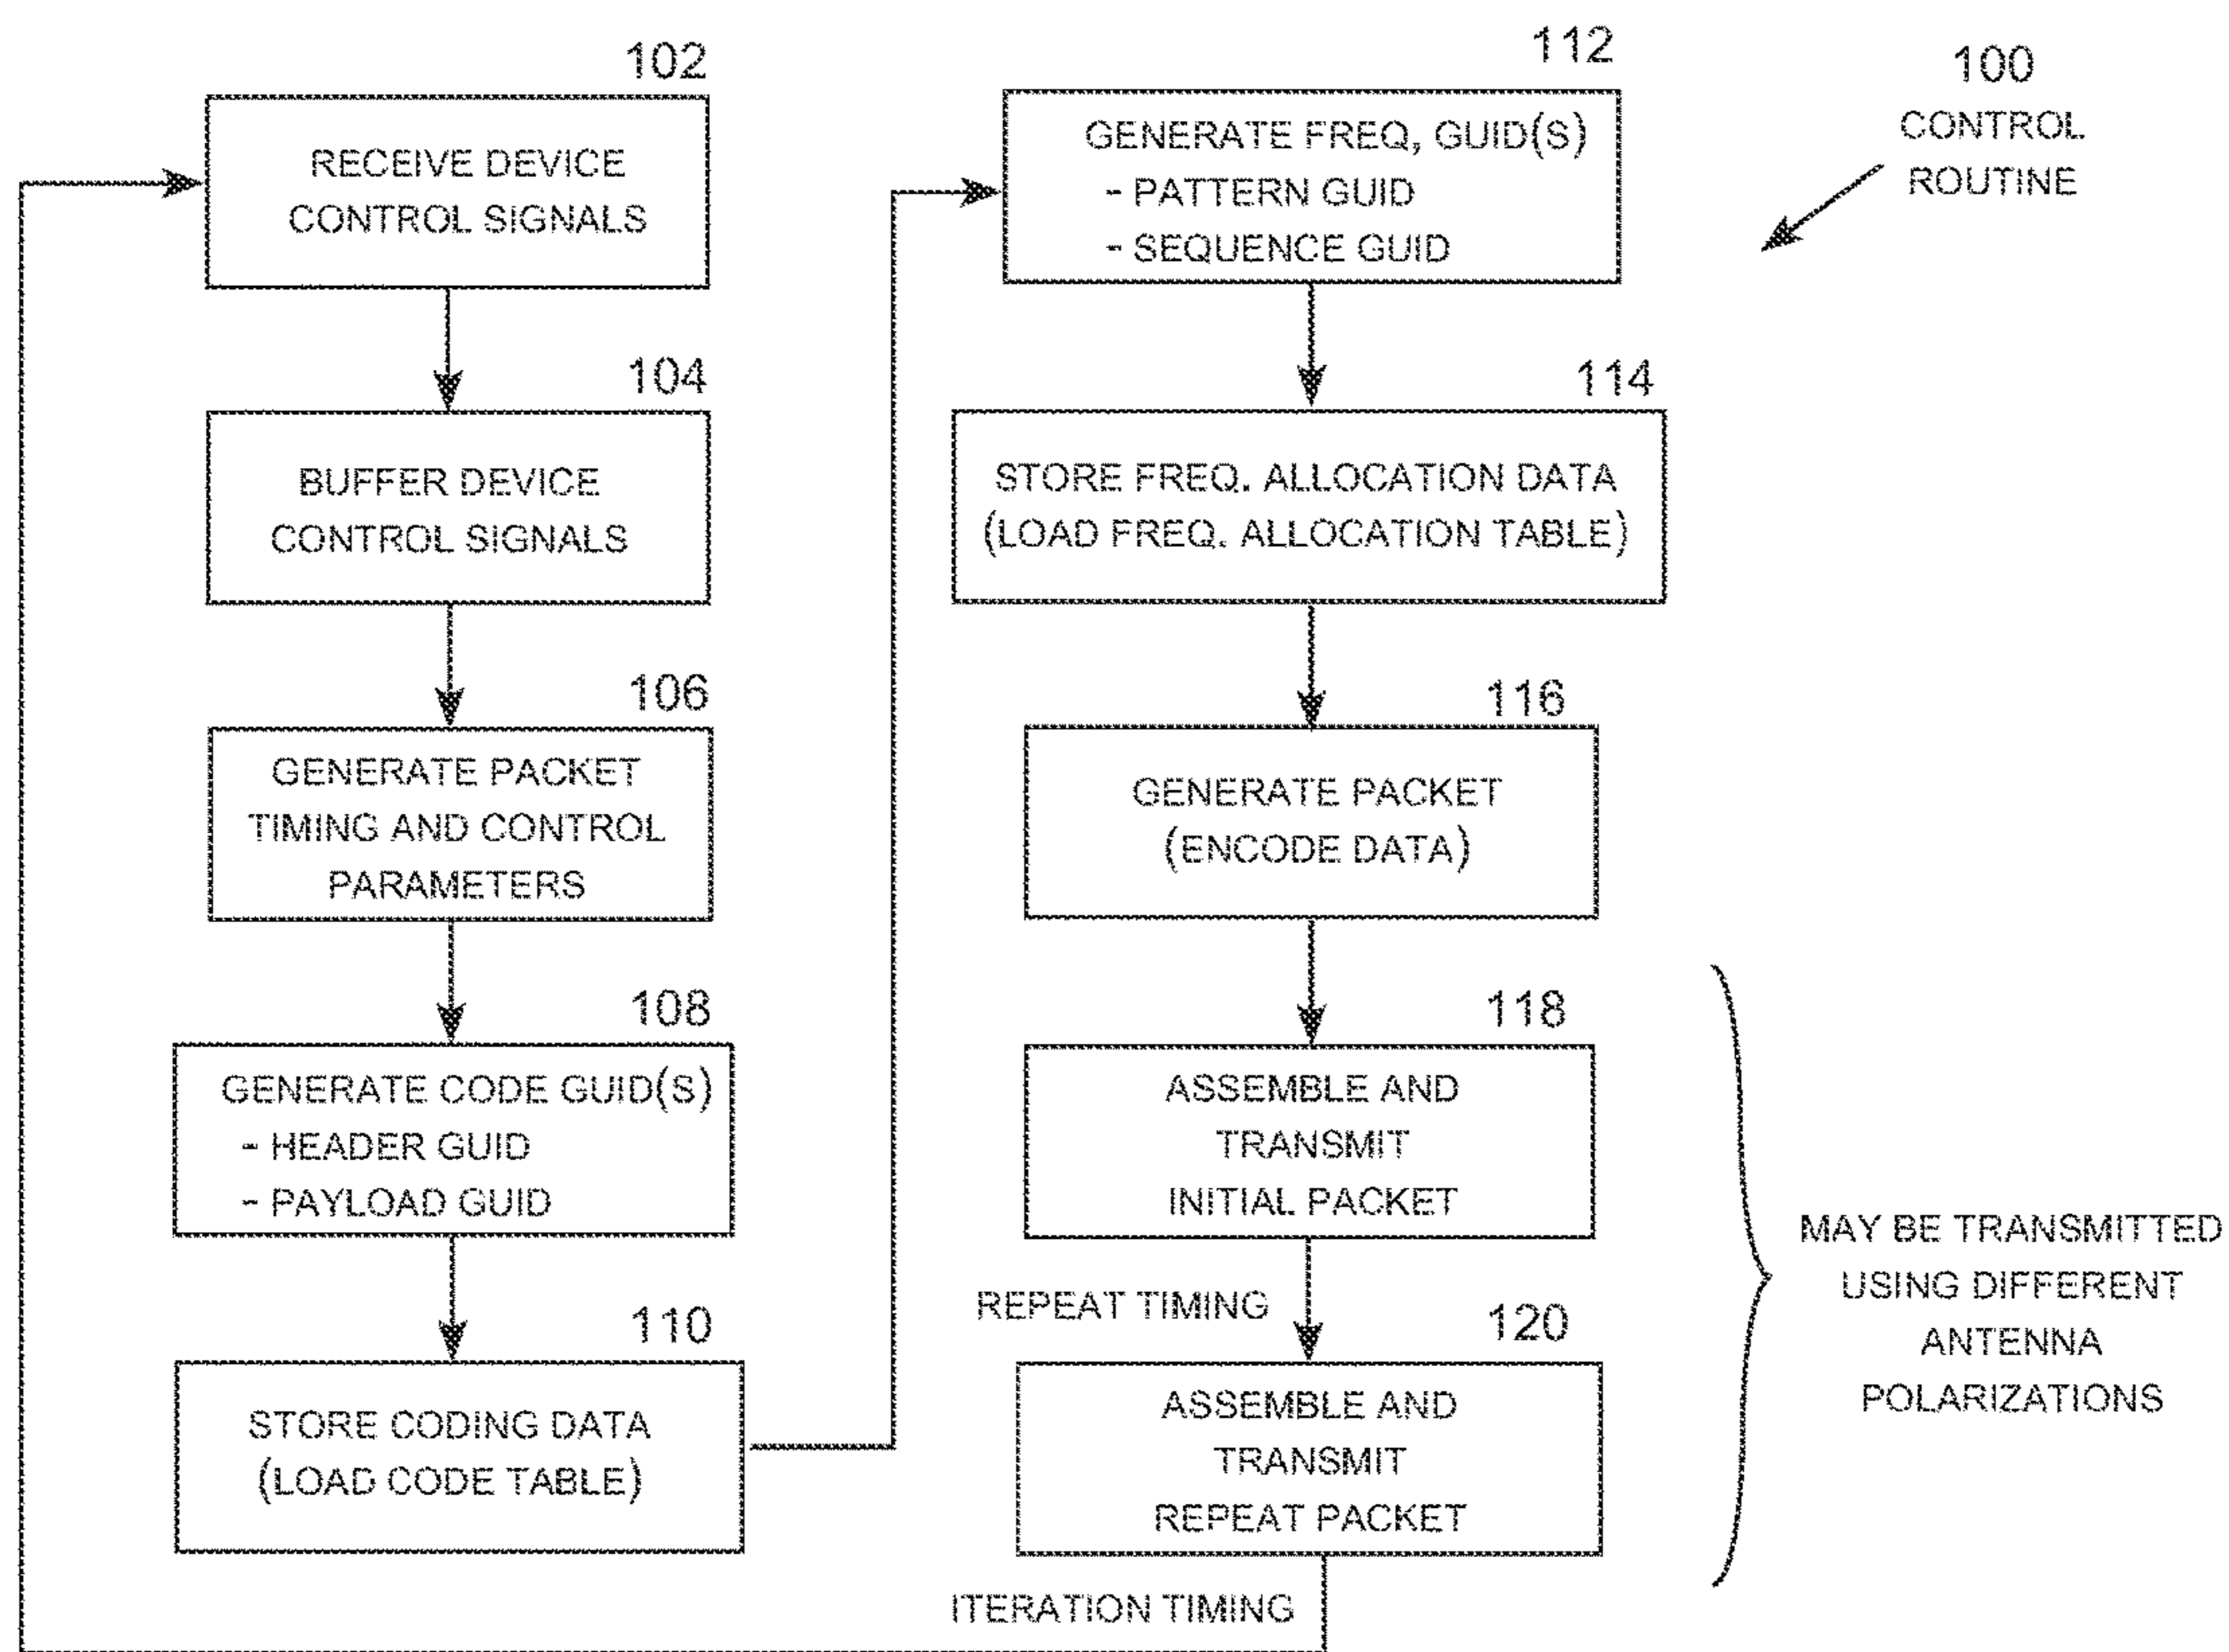 102
RECEIVE DEVICE
CONTROL SIGNALS
104
BUFFER DEVICE
CONTROL SIGNALS
106
GENERATE PACKET
TIMING AND CONTROL
PARAMETERS
108
GENERATE CODE GUID(S)
- HEADER GUID
- PAYLOAD GUID
110
STORE CODING DATA
(LOAD CODE TABLE)
112
GENERATE FREQ, GUID(S)
- PATTERN GUID
- SEQUENCE GUID
114
STORE FREQ. ALLOCATION DATA
(LOAD FREQ. ALLOCATION TABLE)
116
GENERATE PACKET
(ENCODE DATA)
118
ASSEMBLE AND
TRANSMIT
INITIAL PACKET
REPEAT TIMING
120
ASSEMBLE AND
TRANSMIT
REPEAT PACKET
ITERATION TIMING
100
CONTROL
ROUTINE
MAY BE TRANSMITTED
USING DIFFERENT
ANTENNA
POLARIZATIONS